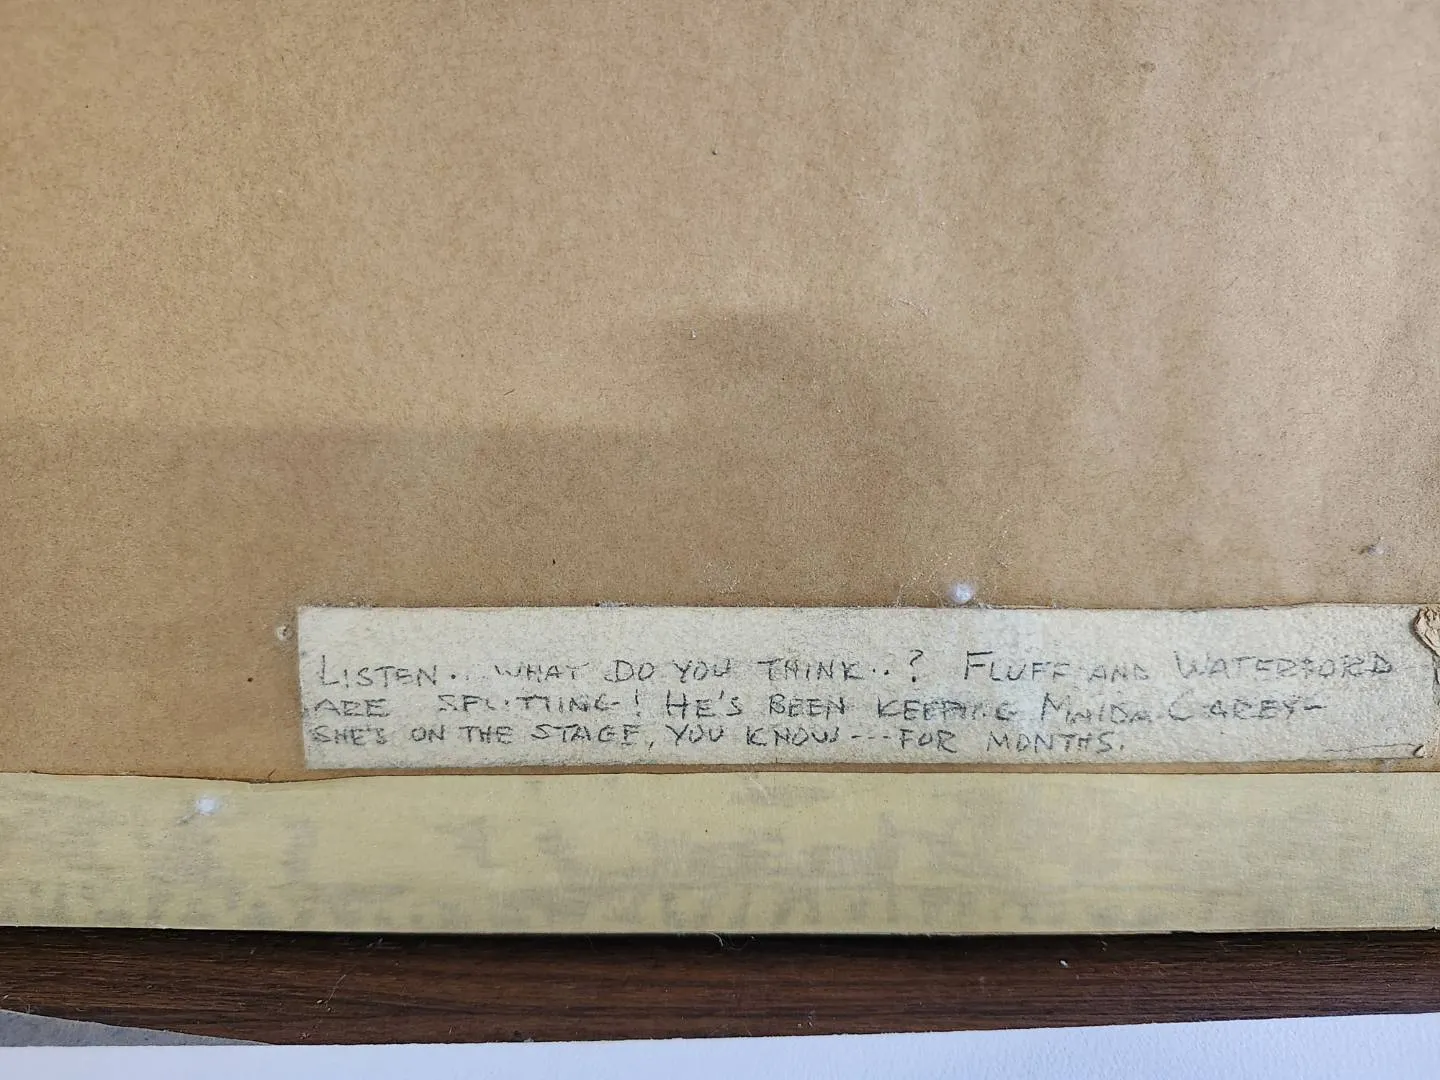 LISTEN.. WHAT DO YOU THINK..? FLUFF AND WATERFORD
ARE SPLITTING! HE'S BEEN KEEPING MAIDA CAREY-
SHE'S ON THE STAGE, YOU KNOW---FOR MONTHS.